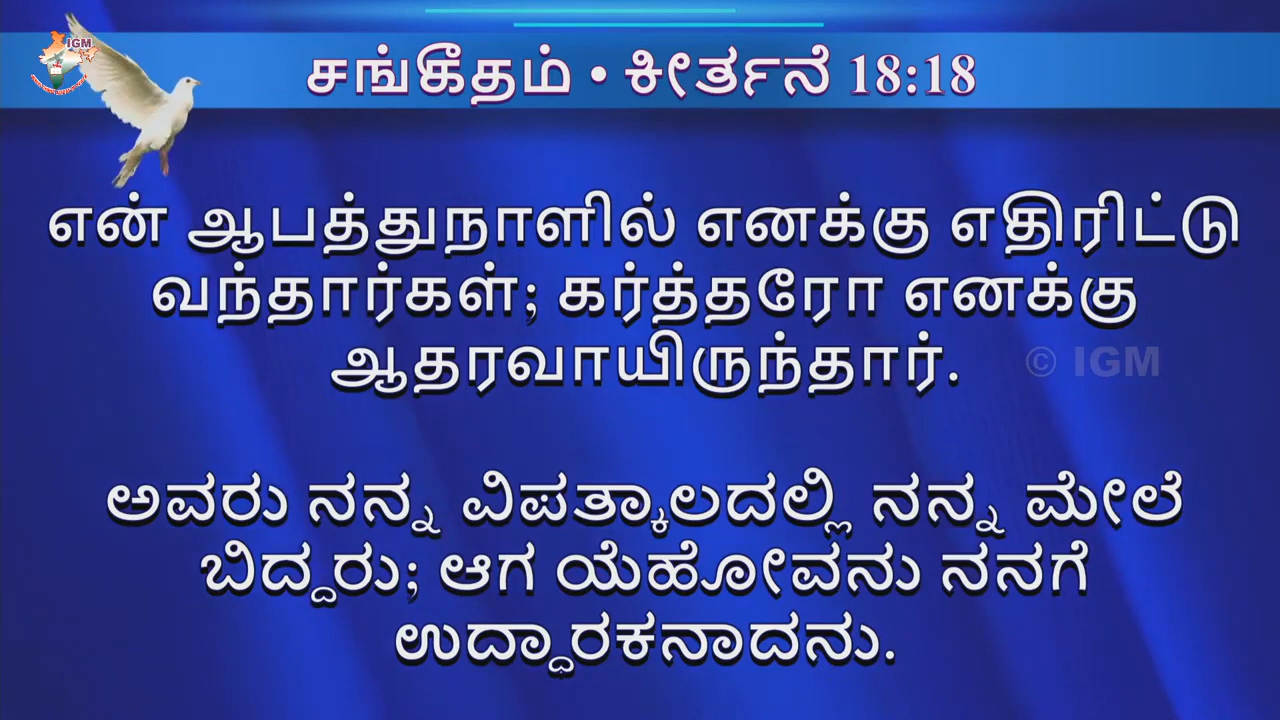 IGM
சங்கீதம் • ಕೀರ್ತನೆ 18:18
என் ஆபத்துநாளில் எனக்கு எதிரிட்டு
வந்தார்கள்; கர்த்தரோ எனக்கு
ஆதரவாயிருந்தார்.
© IGM
ಅವರು ನನ್ನ ವಿಪತ್ಕಾಲದಲ್ಲಿ ನನ್ನ ಮೇಲೆ
ಬಿದ್ದರು; ಆಗ ಯೆಹೋವನು ನನಗೆ
ಉದ್ಧಾರಕನಾದನು.